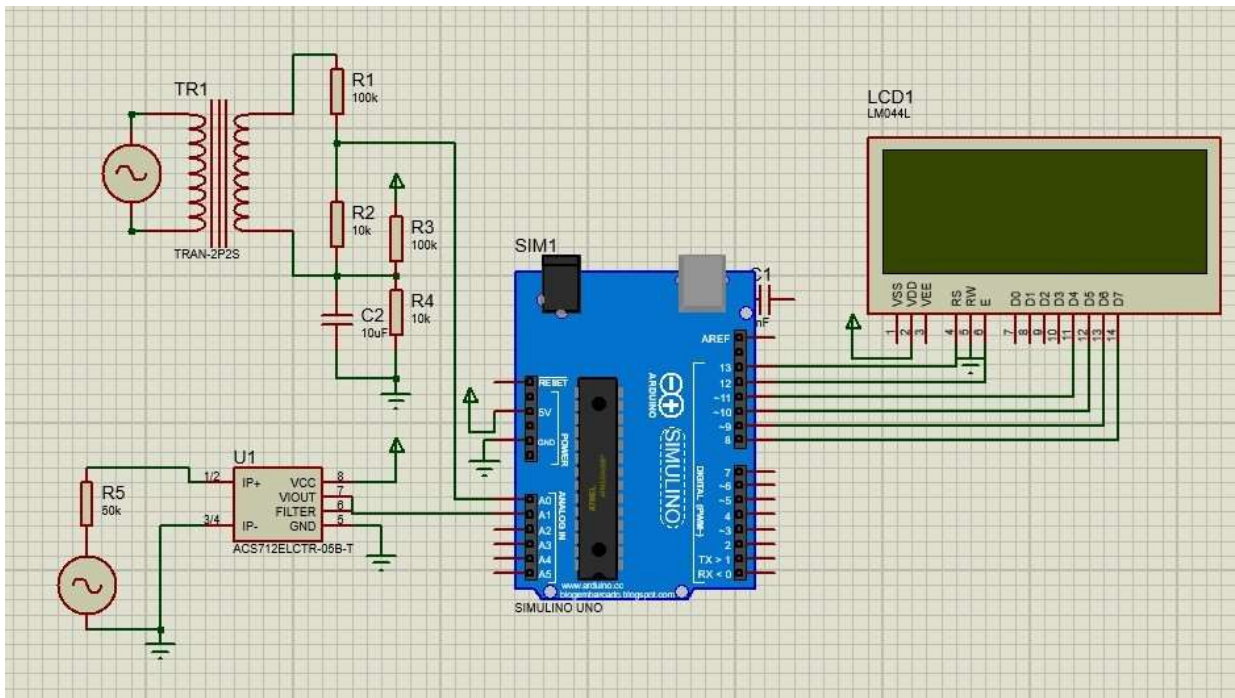 TR1
TRAN-2P2S
R1
100k
R2
10k
R3
100k
C2
10uF
R4
10k
U1
1/2
IP+
3/4
IP-
VCC
8
VIOUT
7
FILTER
6
GND
5
ACS712ELCTR-05B-T
R5
50k
SIM1
C1
nF
RESET
5V
GND
POWER
ANALOG IN
A0
A1
A2
A3
A4
A5
AREF
13
12
~11
~10
~9
8
7
~6
~5
4
~3
2
TX > 1
RX < 0
DIGITAL (PWM~)
ARDUINO
SIMULINO
ATMEL
www.arduino.cc
blogembarcado.blogspot.com
SIMULINO UNO
LCD1
LM044L
VSS
VDD
VEE
RS
RW
E
D0
D1
D2
D3
D4
D5
D6
D7
1
2
3
4
5
6
7
8
9
10
11
12
13
14